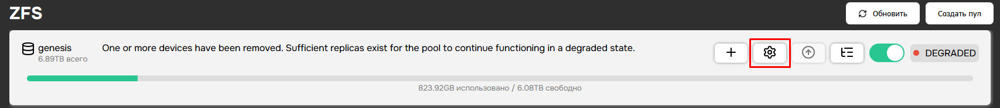 ZFS
Обновить
Создать пул
genesis
One or more devices have been removed. Sufficient replicas exist for the pool to continue functioning in a degraded state.
DEGRADED
6.89TB всего
823.92GB использовано / 6.08TB свободно